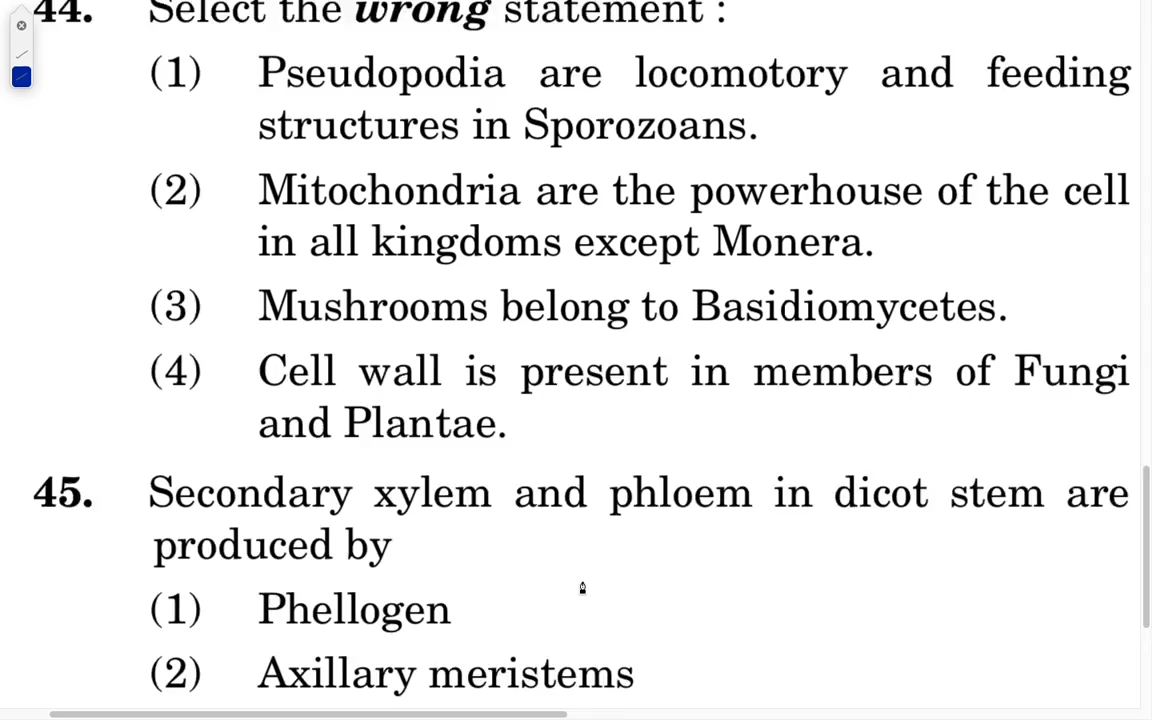 44. Select the wrong statement :
(1) Pseudopodia are locomotory and feeding
structures in Sporozoans.
(2) Mitochondria are the powerhouse of the cell
in all kingdoms except Monera.
(3) Mushrooms belong to Basidiomycetes.
(4) Cell wall is present in members of Fungi
and Plantae.
45. Secondary xylem and phloem in dicot stem are
produced by
(1) Phellogen
(2) Axillary meristems